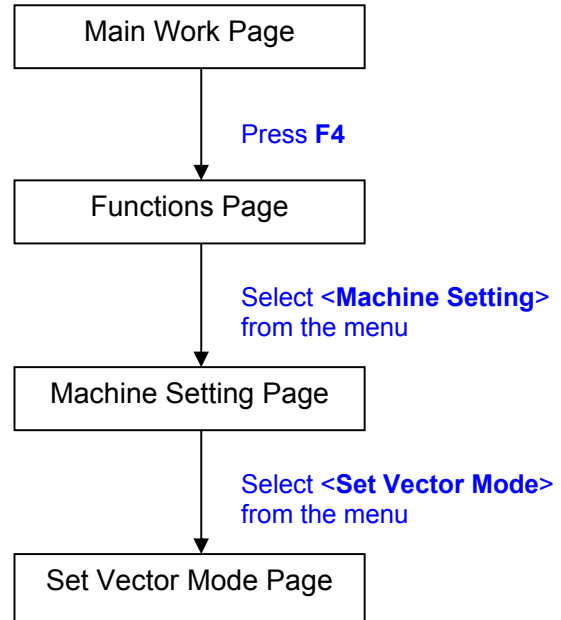 Main Work Page
Press F4
Functions Page
Select <Machine Setting>
from the menu
Machine Setting Page
Select <Set Vector Mode>
from the menu
Set Vector Mode Page